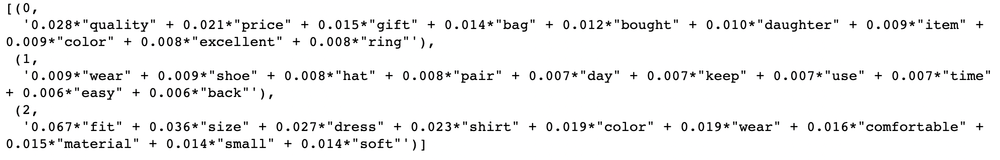 [(0,
'0.028*"quality" + 0.021*"price" + 0.015*"gift" + 0.014*"bag" + 0.012*"bought" + 0.010*"daughter" + 0.009*"item" +
0.009*"color" + 0.008*"excellent" + 0.008*"ring"'),
(1,
'0.009*"wear" + 0.009*"shoe" + 0.008*"hat" + 0.008*"pair" + 0.007*"day" + 0.007*"keep" + 0.007*"use" + 0.007*"time"
+ 0.006*"easy" + 0.006*"back"'),
(2,
'0.067*"fit" + 0.036*"size" + 0.027*"dress" + 0.023*"shirt" + 0.019*"color" + 0.019*"wear" + 0.016*"comfortable" +
0.015*"material" + 0.014*"small" + 0.014*"soft"')]